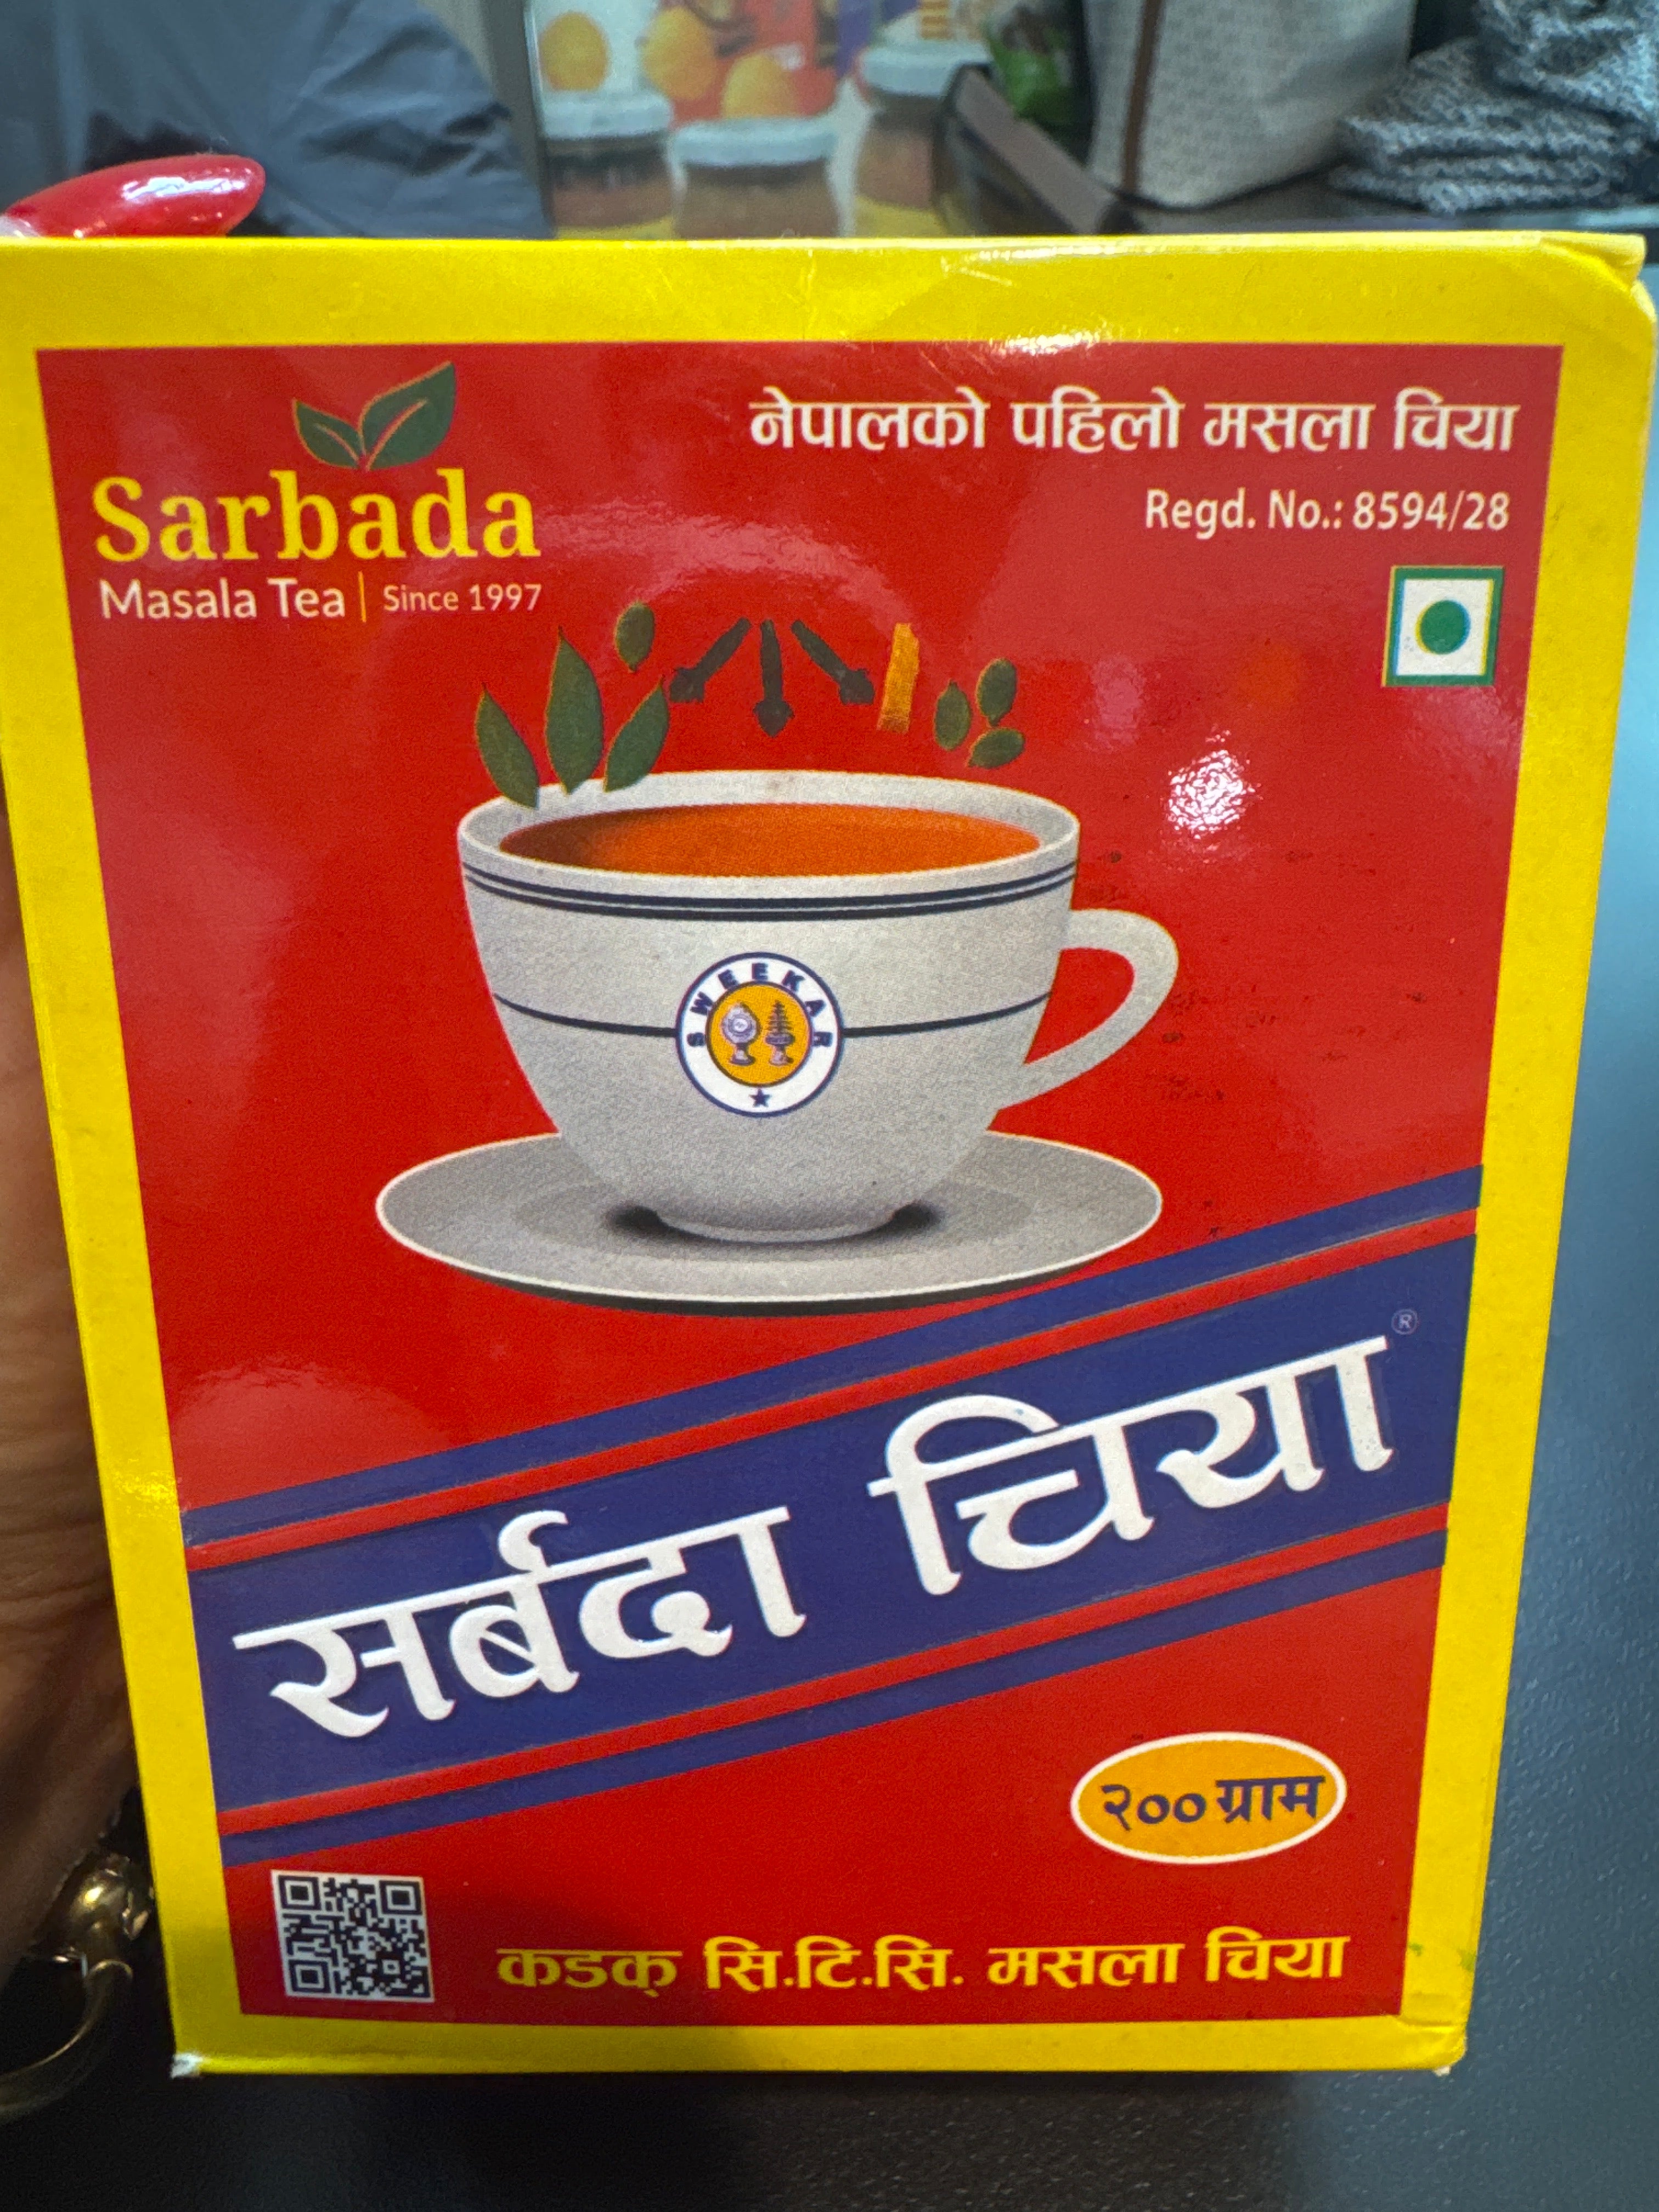 नेपालको पहिलो मसला चिया
Sarbada
Regd. No.: 8594/28
Masala Tea | Since 1997
SWEEKAR
सर्बदा चिया ®
२०० ग्राम
कडक् सि.टि.सि. मसला चिया